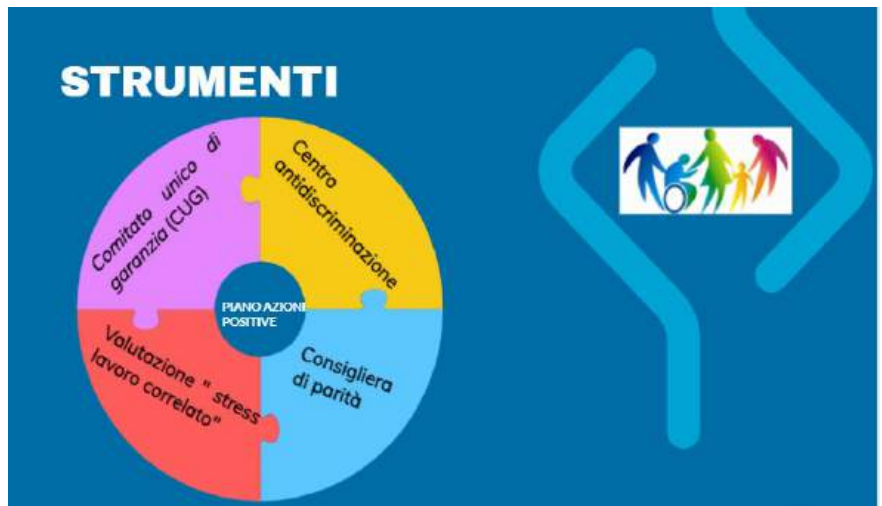 STRUMENTI
Comitato unico di
garanzia (CUG)
Centro
antidiscriminazione
PIANO AZIONI
POSITIVE
Valutazione " stress
lavoro correlato"
Consigliera
di parità